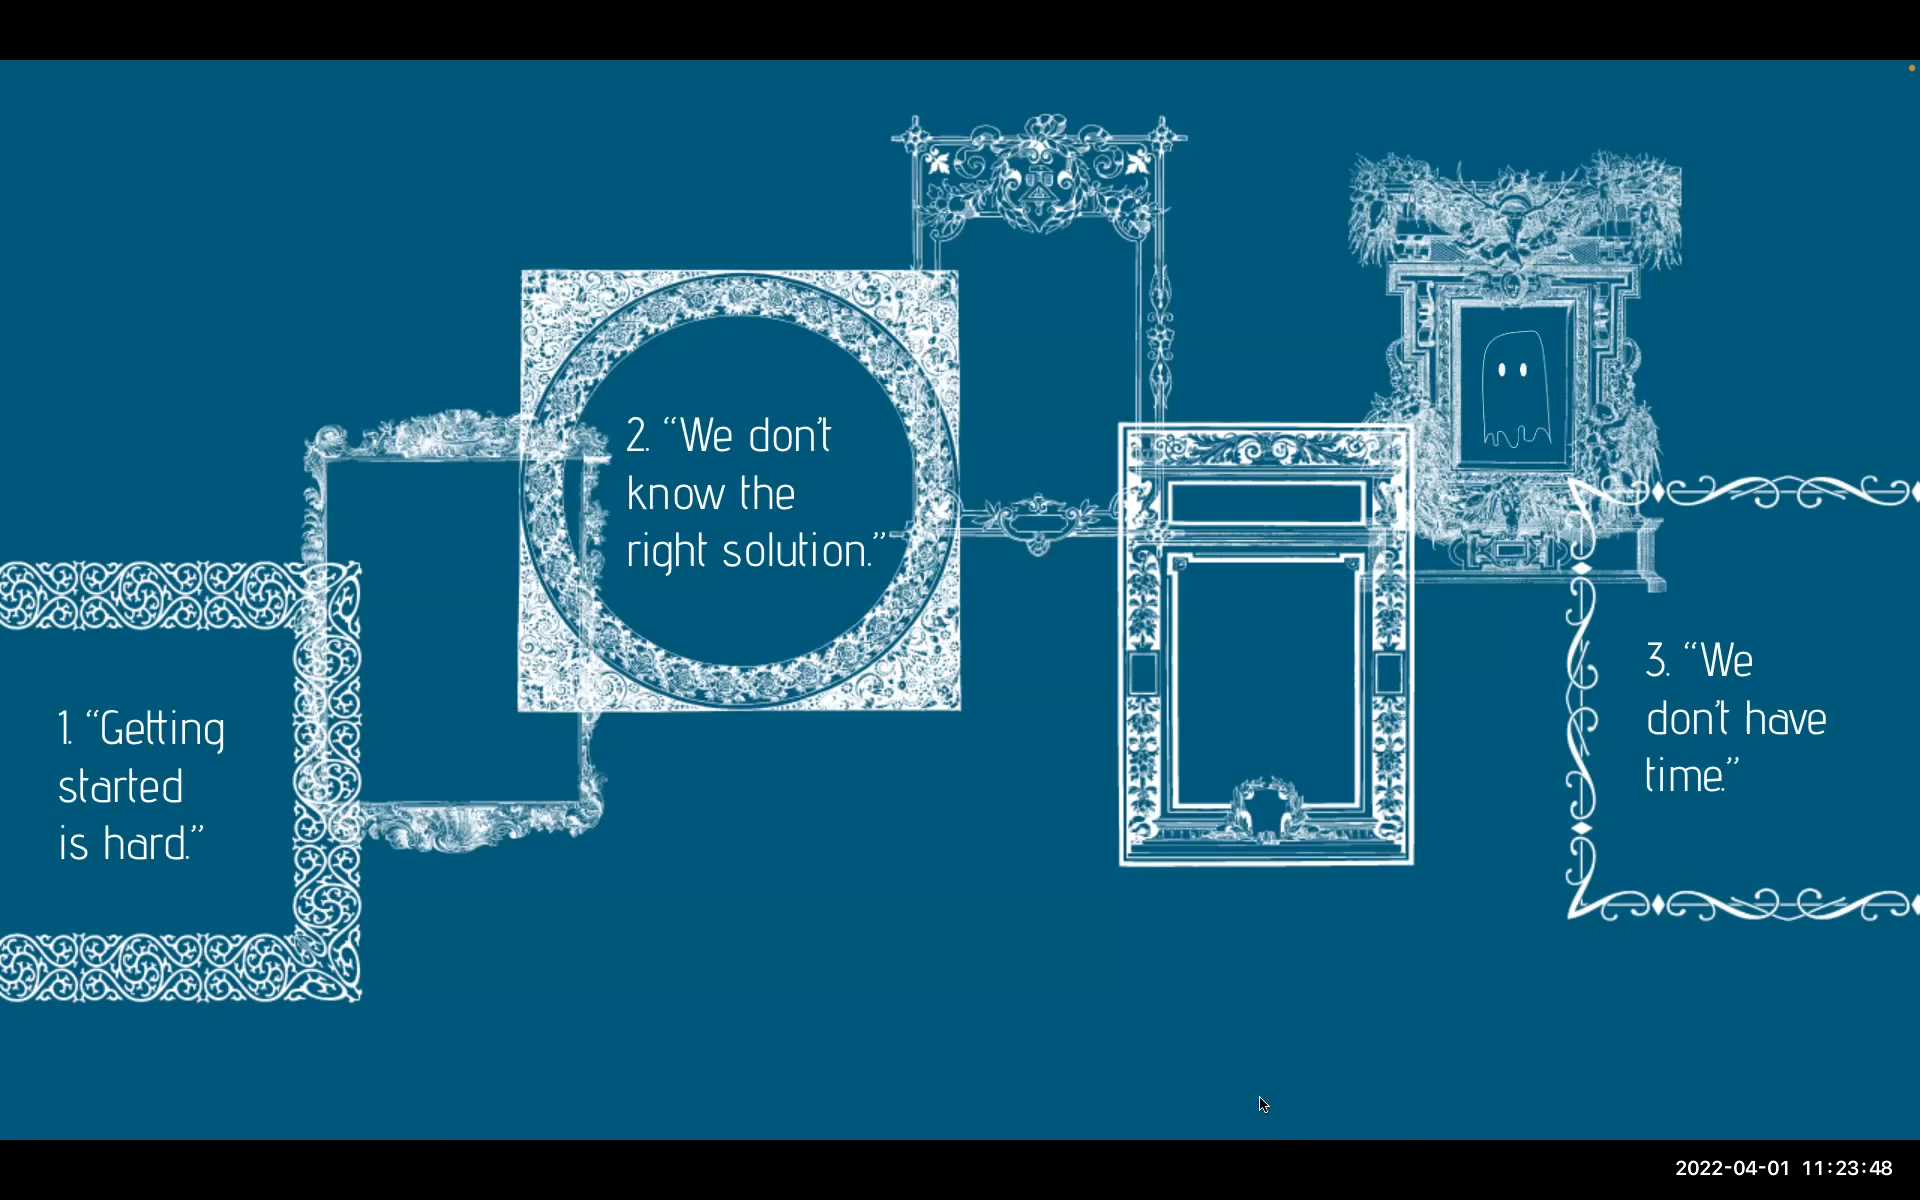 1. “Getting
started
is hard.”
2. “We don’t
know the
right solution.”
3. “We
don’t have
time.”
2022-04-01 11:23:48